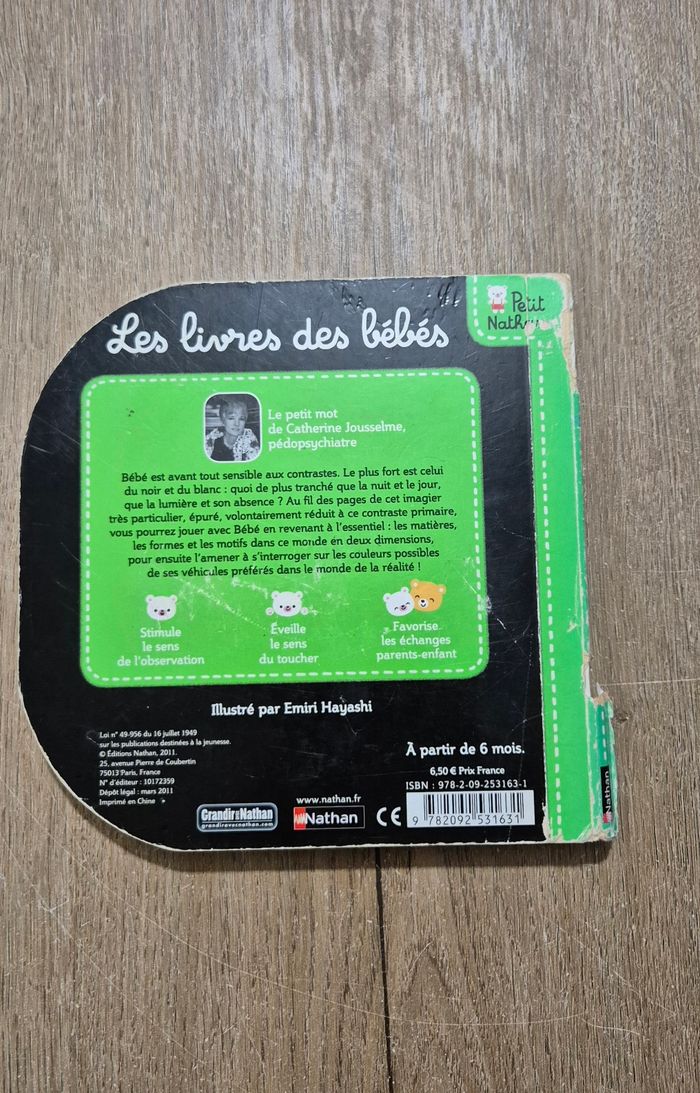 Petit
Nathan
Les livres des bébés
Le petit mot
de Catherine Jousselme,
pédopsychiatre
Bébé est avant tout sensible aux contrastes. Le plus fort est celui
du noir et du blanc : quoi de plus tranché que la nuit et le jour,
que la lumière et son absence ? Au fil des pages de cet imagier
très particulier, épuré, volontairement réduit à ce contraste primaire,
vous pourrez jouer avec Bébé en revenant à l'essentiel : les matières,
les formes et les motifs dans ce monde en deux dimensions,
pour ensuite l'amener à s'interroger sur les couleurs possibles
de ses véhicules préférés dans le monde de la réalité !
Stimule
le sens
de l'observation
Éveille
le sens
du toucher
Favorise
les échanges
parents-enfant
Illustré par Emiri Hayashi
Loi n° 49-956 du 16 juillet 1949
sur les publications destinées à la jeunesse.
© Éditions Nathan, 2011.
25, avenue Pierre de Coubertin
75013 Paris, France
N° d'éditeur : 10172359
Dépôt légal : mars 2011
Imprimé en Chine
À partir de 6 mois.
6,50 € Prix France
ISBN : 978-2-09-253163-1
9 782092 531631
Grandir avec Nathan
grandiravecnathan.com
www.nathan.fr
Nathan
CE
Nathan